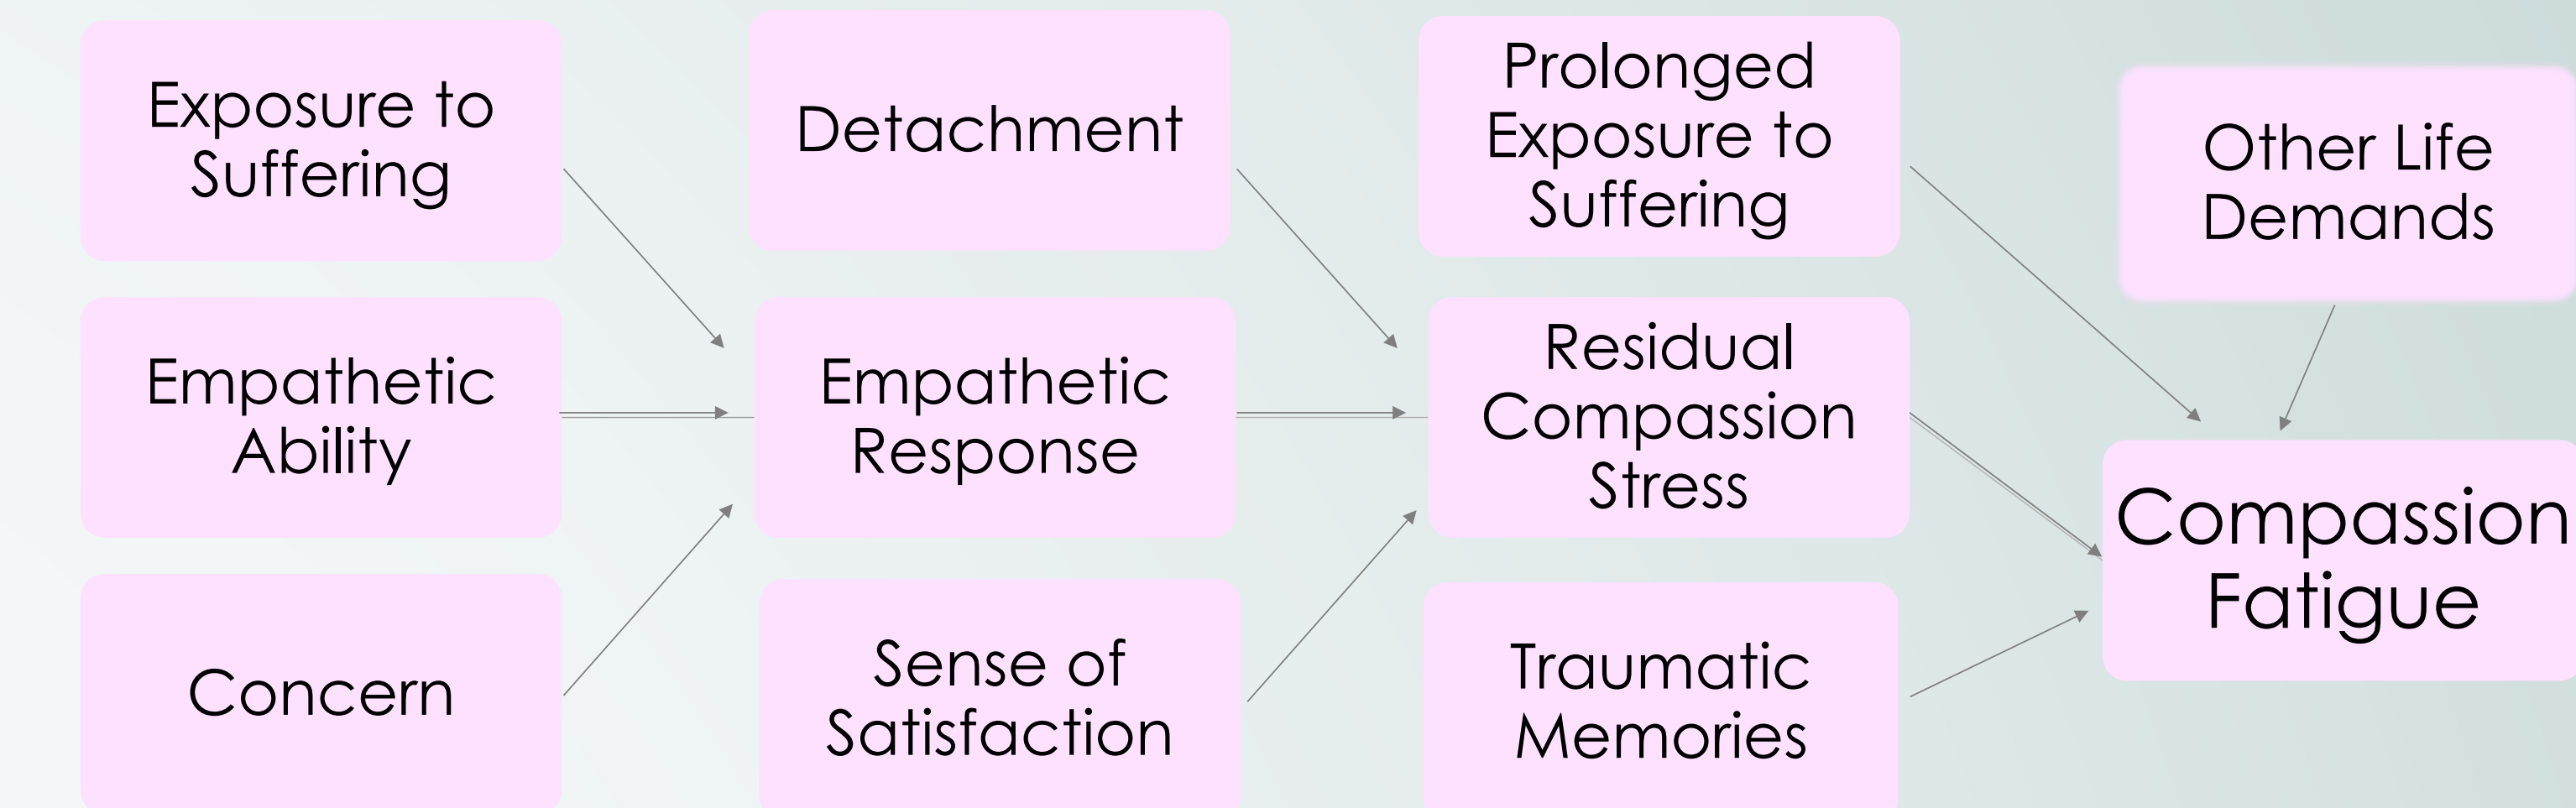 Exposure to
Suffering
Empathetic
Ability
Concern
Detachment
Empathetic
Response
Sense of
Satisfaction
Prolonged
Exposure to
Suffering
Residual
Compassion
Stress
Traumatic
Memories
Other Life
Demands
Compassion
Fatigue